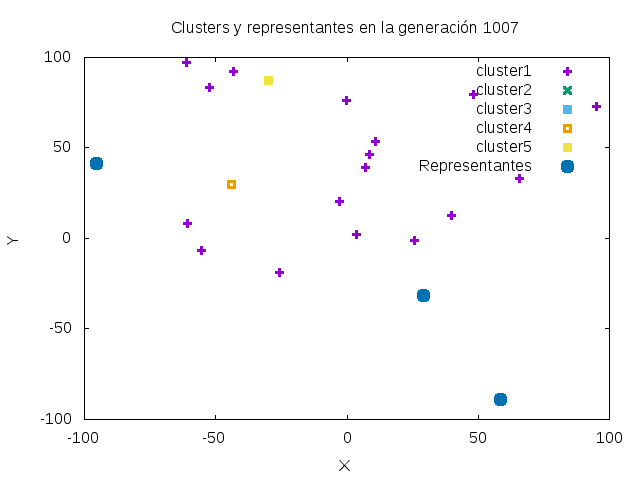 Clusters y representantes en la generación 1007
cluster1
cluster2
cluster3
cluster4
cluster5
Representantes
100
50
0
-50
-100
Y
-100
-50
0
50
100
X